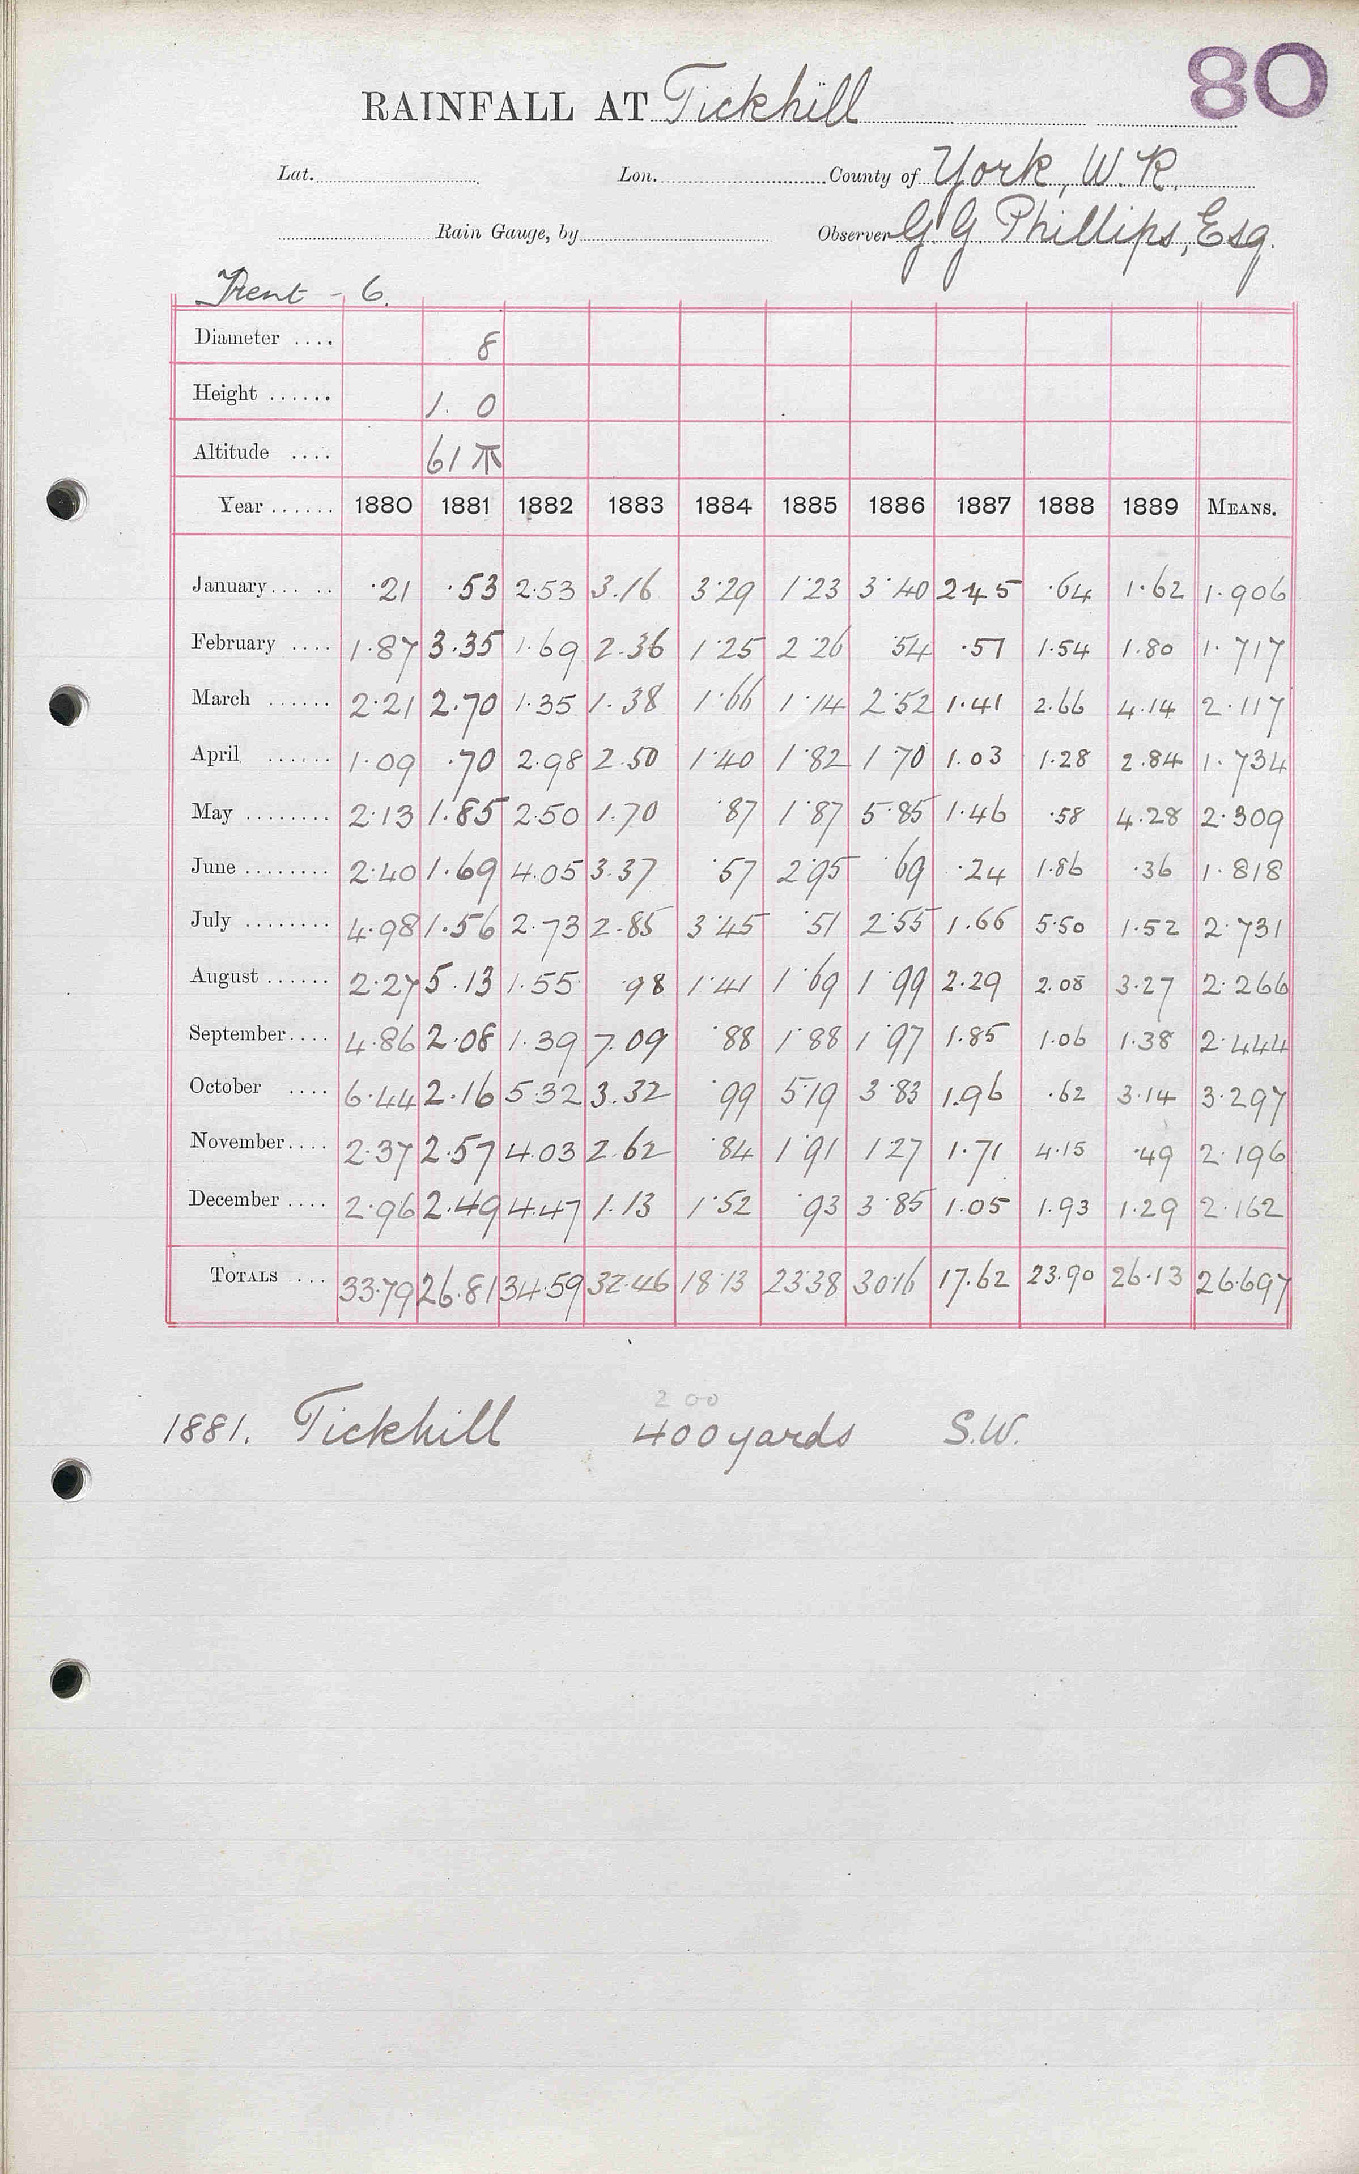 80
RAINFALL AT Tickhill
Lat. Lon. County of York, W. R.
Rain Gauge, by Observer G G Phillips, Esq.
Trent - 6.
Diameter .... 8
Height ...... 1. 0
Altitude .... 61
Year ...... 1880 1881 1882 1883 1884 1885 1886 1887 1888 1889 MEANS.
January... .. ·21 ·53 2·53 3.16 3·29 1·23 3·40 2·45 ·64 1·62 1·906
February .... 1·87 3·35 1·69 2·36 1·25 2·26 ·54 ·57 1·54 1·80 1·717
March ...... 2·21 2·70 1·35 1·38 1·66 1·14 2·52 1·41 2·66 4·14 2·117
April ...... 1·09 ·70 2·98 2·50 1·40 1·82 1·70 1·03 1·28 2·84 1·734
May ........ 2·13 1·85 2·50 1·70 ·87 1·87 5·85 1·46 ·58 4·28 2·309
June ........ 2·40 1·69 4·05 3·37 ·57 2·95 ·69 ·24 1·86 ·36 1·818
July ........ 4·98 1·56 2·73 2·85 3·45 ·51 2·55 1·66 5·50 1·52 2·731
August ...... 2·27 5·13 1·55 ·98 1·41 1·69 1·99 2·29 2·08 3·27 2·266
September.... 4·86 2·08 1·39 7·09 ·88 1·88 1·97 1·85 1·06 1·38 2·444
October .... 6·44 2·16 5·32 3·32 ·99 5·19 3·83 1·96 ·62 3·14 3·297
November.... 2·37 2·57 4·03 2·62 ·84 1·91 1·27 1·71 4·15 ·49 2·196
December .... 2·96 2·49 4·47 1·13 1·52 ·93 3·85 1·05 1·93 1·29 2·162
TOTALS ... 33·79 26·81 34·59 32·46 18·13 23·38 30·16 17·62 23·90 26·13 26·697
200
1881. Tickhill 400 yards S.W.